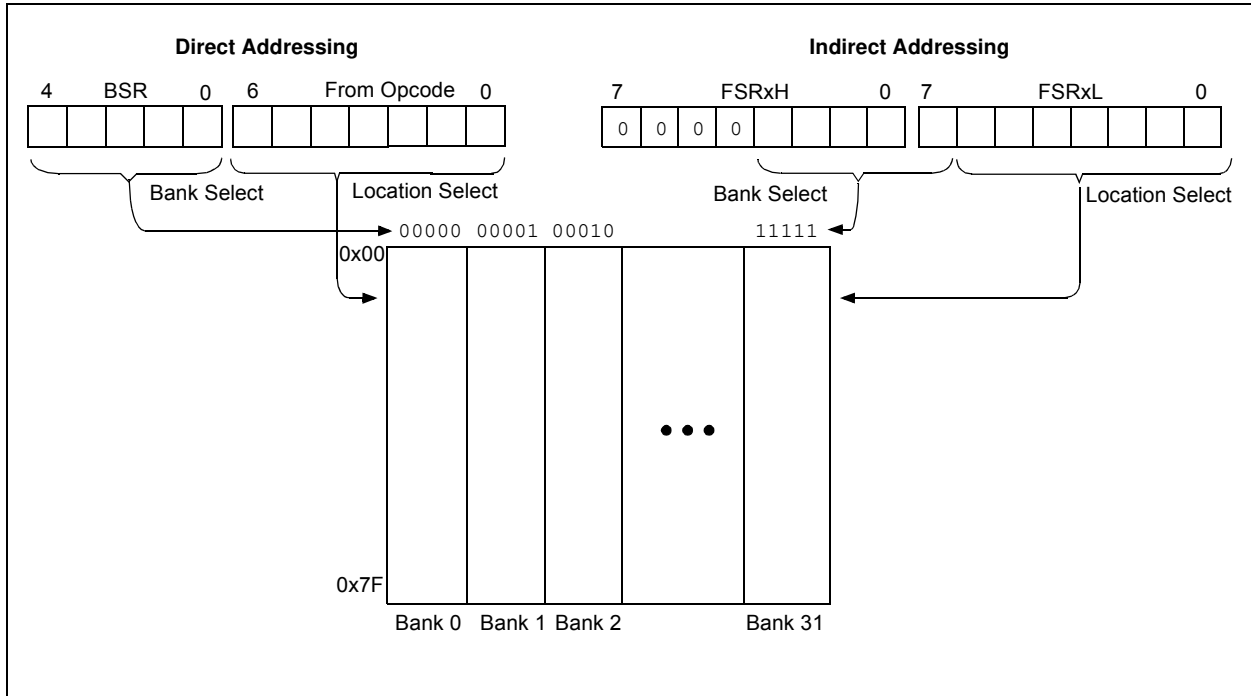 Direct Addressing
Indirect Addressing
4 BSR 0 6 From Opcode 0
7 FSRxH 0 7 FSRxL 0
0 0 0 0
Bank Select
Location Select
Bank Select
Location Select
00000 00001 00010 11111
0x00
0x7F
Bank 0 Bank 1 Bank 2 Bank 31